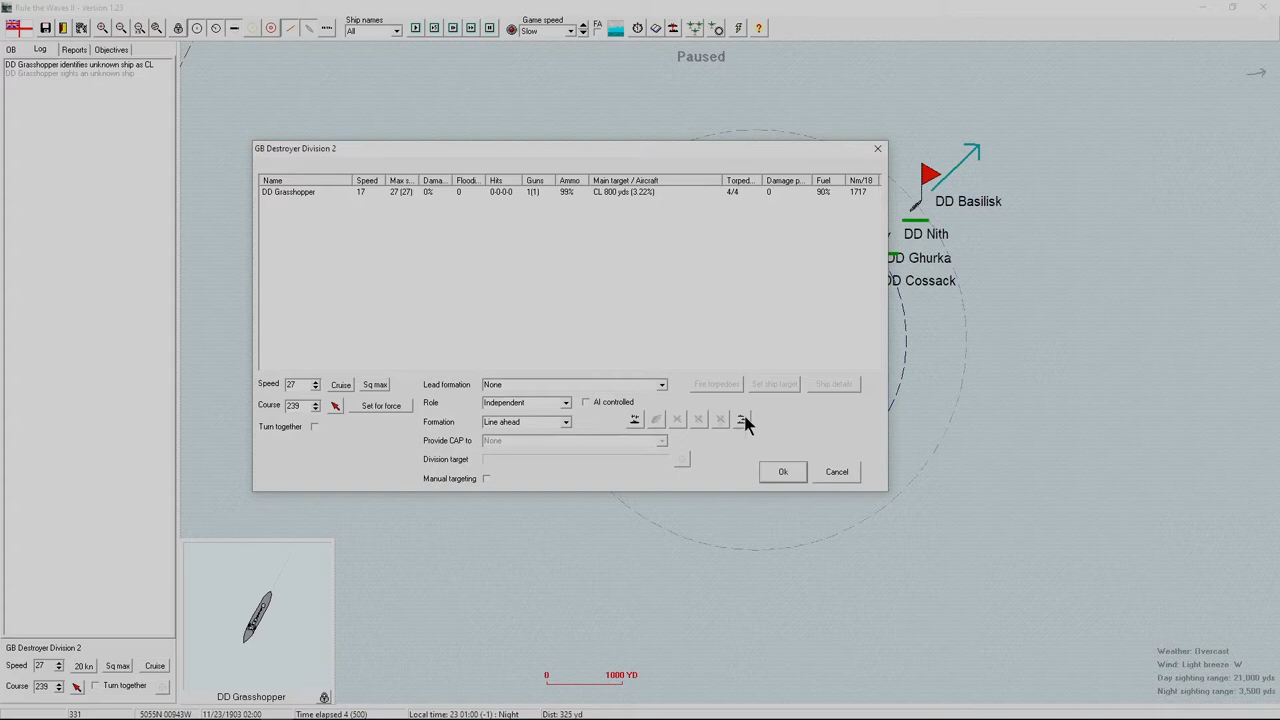 Rule the Waves II - Version 1.23
Ship names
All
FA
Game speed
Slow
OB Log Reports Objectives
DD Grasshopper identifies unknown ship as CL
DD Grasshopper sights an unknown ship
Paused
GB Destroyer Division 2
Name Speed Max s... Dama... Floodi... Hits Guns Ammo Main target / Aircraft Torped... Damage p... Fuel Nm/18
DD Grasshopper 17 27 (27) 0% 0 0-0-0-0 1(1) 99% CL 800 yds (3.22%) 4/4 0 90% 1717
Speed 27 Cruise Sq max
Course 239 Set for force
Turn together
Lead formation None
Role Independent AI controlled
Formation Line ahead
Provide CAP to None
Division target
Manual targeting
Fire torpedoes Set ship target Ship details
Ok Cancel
DD Basilisk
DD Nith
DD Ghurka
DD Cossack
DD Grasshopper
GB Destroyer Division 2
Speed 27 20 kn Sq max Cruise
Course 239 Turn together
0 1000 YD
Weather: Overcast
Wind: Light breeze W
Day sighting range: 21,000 yds
Night sighting range: 3,500 yds
331 5055N 00943W 11/23/1903 02:00 Time elapsed 4 (500) Local time: 23 01:00 (-1) : Night Dist: 325 yd